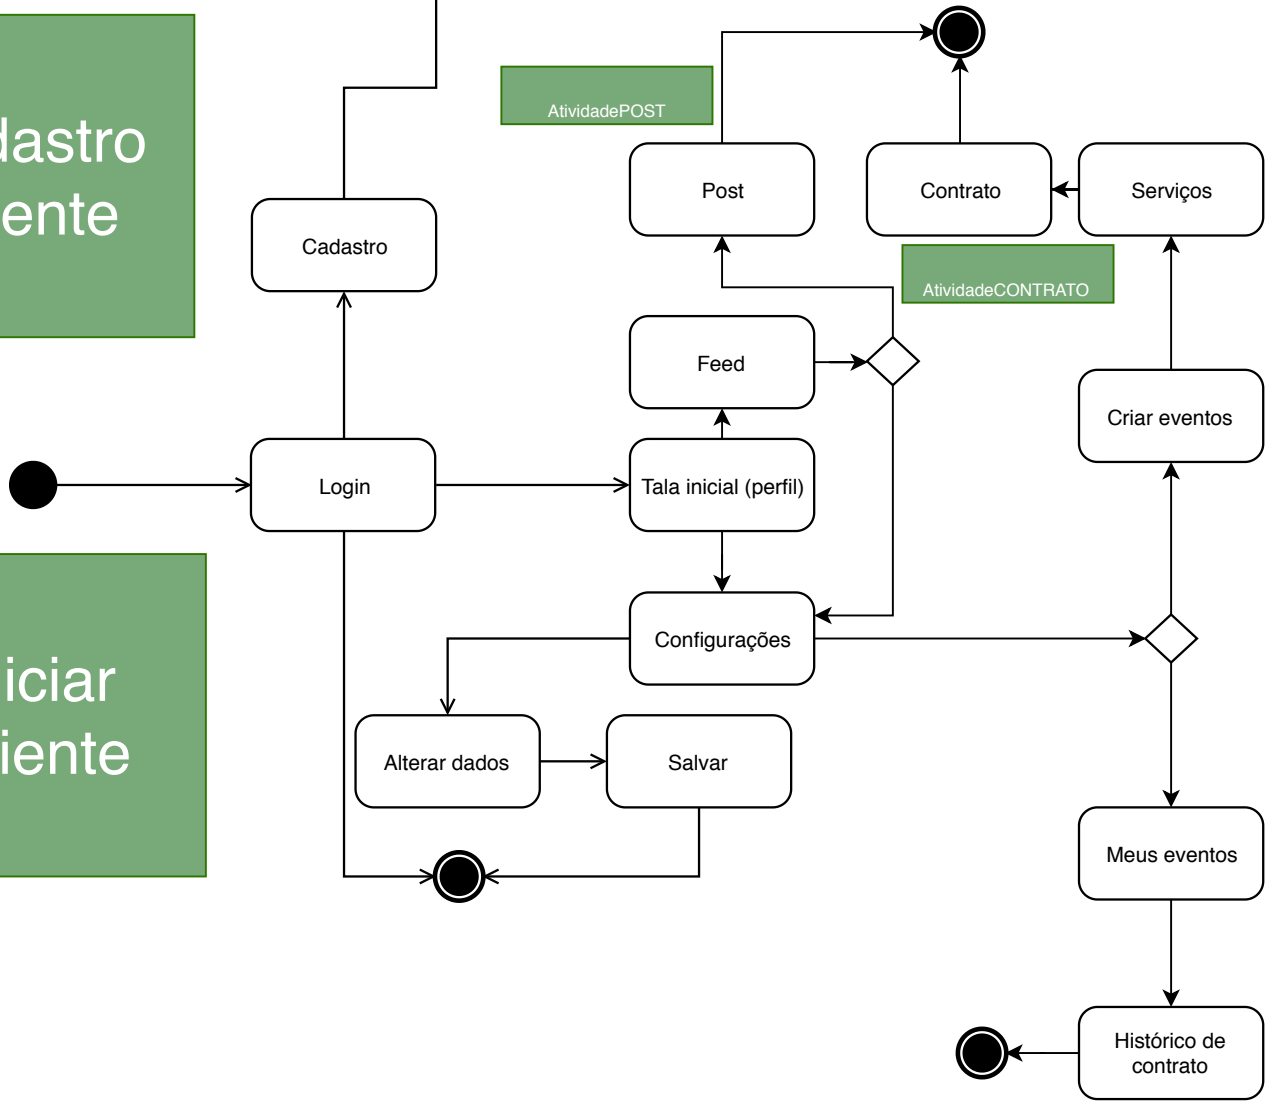 AtividadePOST
Post
Contrato
Serviços
Cadastro
AtividadeCONTRATO
Feed
Criar eventos
Login
Tala inicial (perfil)
Configurações
Alterar dados
Salvar
Meus eventos
Histórico de
contrato
dastro
ente
iciar
iente